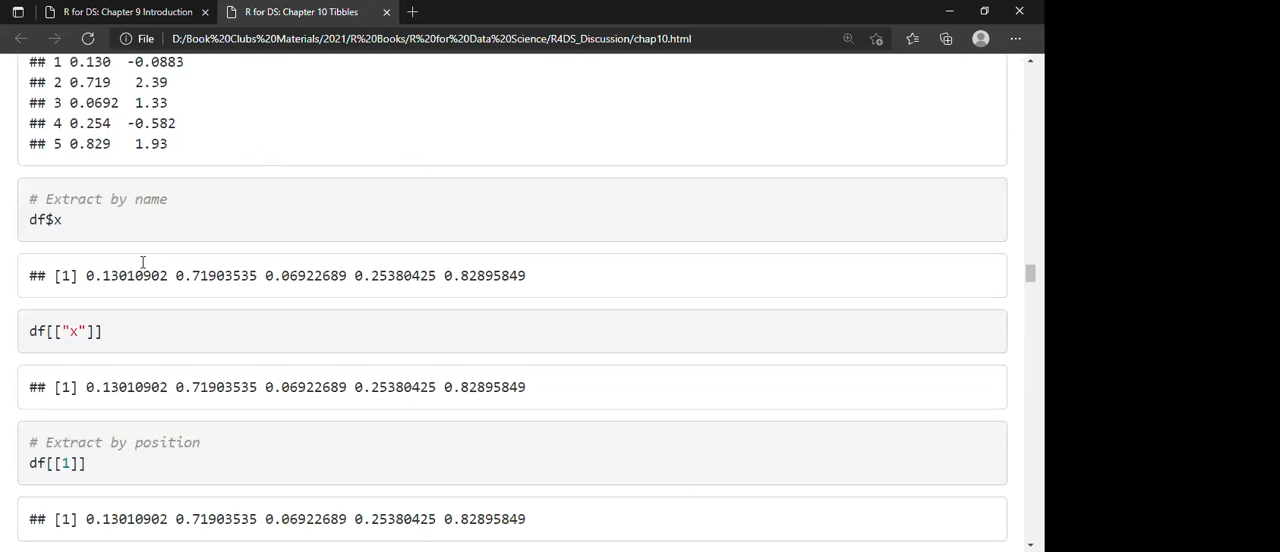 R for DS: Chapter 9 Introduction
R for DS: Chapter 10 Tibbles
File
D:/Book%20Clubs%20Materials/2021/R%20Books/R%20for%20Data%20Science/R4DS_Discussion/chap10.html
## 1 0.130  -0.0883
## 2 0.719   2.39
## 3 0.0692  1.33
## 4 0.254  -0.582
## 5 0.829   1.93
# Extract by name
df$x
## [1] 0.13010902 0.71903535 0.06922689 0.25380425 0.82895849
df[["x"]]
## [1] 0.13010902 0.71903535 0.06922689 0.25380425 0.82895849
# Extract by position
df[[1]]
## [1] 0.13010902 0.71903535 0.06922689 0.25380425 0.82895849